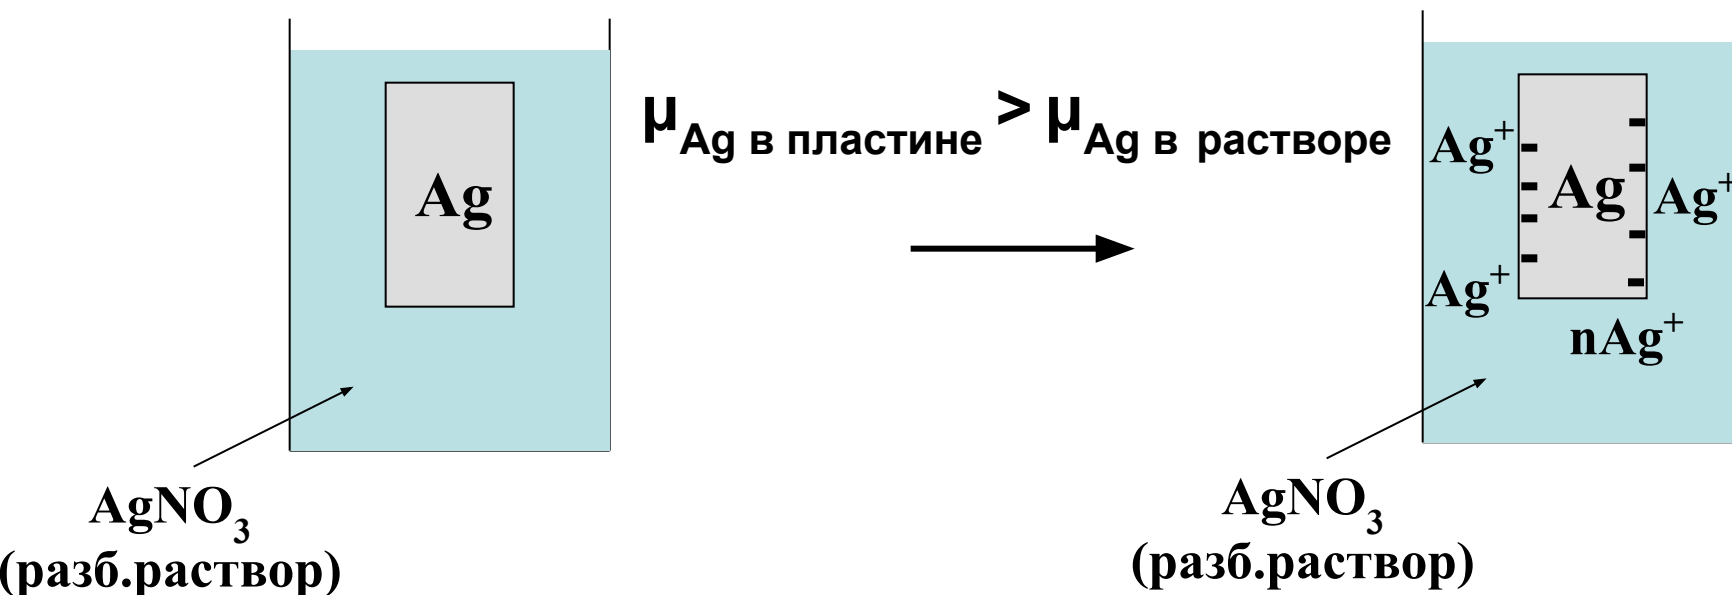 μAg в пластине > μAg в растворе
Ag
Ag⁺
Ag
Ag⁺
Ag⁺
nAg⁺
AgNO₃
(разб.раствор)
AgNO₃
(разб.раствор)